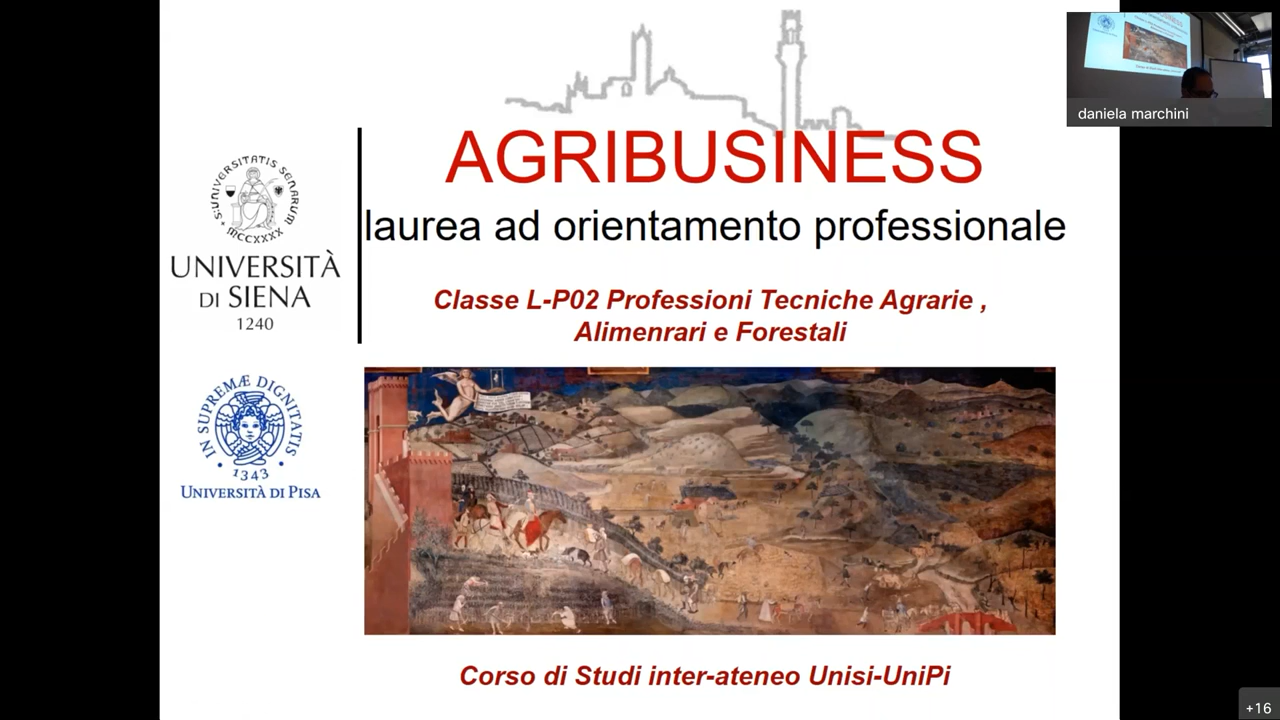 AGRIBUSINESS
laurea ad orientamento professionale
Classe L-P02 Professioni Tecniche Agrarie ,
Alimenrari e Forestali
S:UNIVERSITATIS SENARUM
MCCXXXX
UNIVERSITÀ
DI SIENA
1240
IN SUPREMÆ DIGNITATIS
1343
UNIVERSITÀ DI PISA
Corso di Studi inter-ateneo Unisi-UniPi
daniela marchini
+16